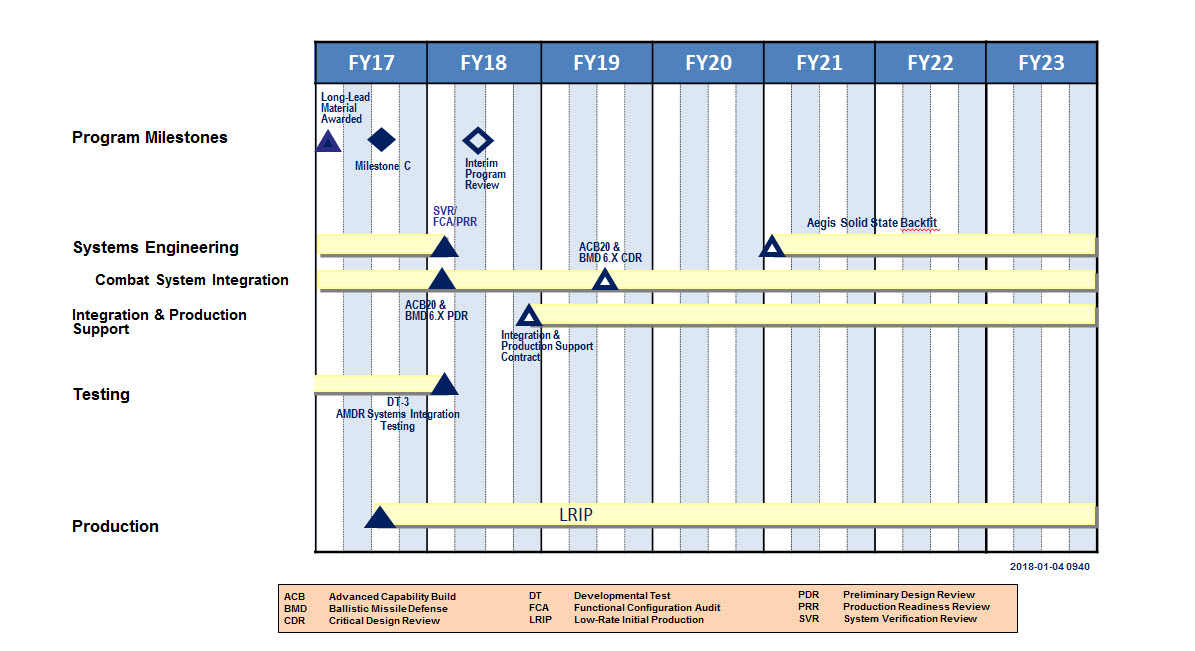 FY17 FY18 FY19 FY20 FY21 FY22 FY23
Long-Lead
Material
Awarded
Program Milestones
Milestone C
Interim
Program
Review
SVR/
FCA/PRR
Aegis Solid State Backfit
Systems Engineering
ACB20 &
BMD 6.X CDR
Combat System Integration
ACB20 &
BMD 6.X PDR
Integration & Production
Support
Integration &
Production Support
Contract
Testing
DT-3
AMDR Systems Integration
Testing
Production
LRIP
2018-01-04 0940
ACB Advanced Capability Build
BMD Ballistic Missile Defense
CDR Critical Design Review
DT Developmental Test
FCA Functional Configuration Audit
LRIP Low-Rate Initial Production
PDR Preliminary Design Review
PRR Production Readiness Review
SVR System Verification Review